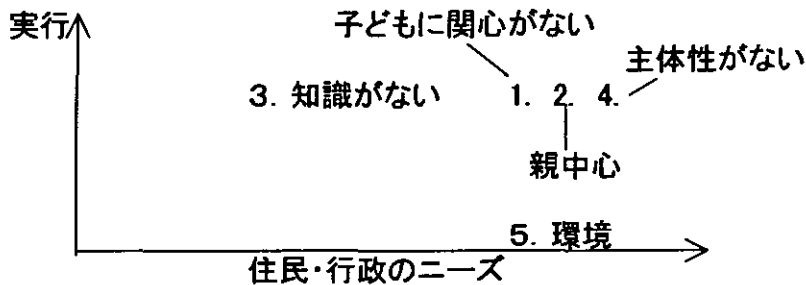 実行
子どもに関心がない
主体性がない
3. 知識がない
1. 2. 4.
親中心
5. 環境
住民・行政のニーズ